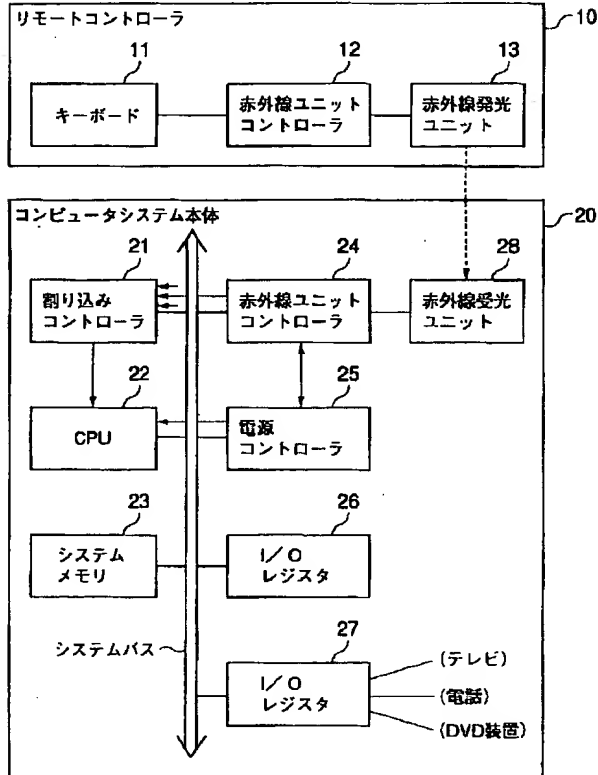 リモートコントローラ
10
11
12
13
キーボード
赤外線ユニット
コントローラ
赤外線発光
ユニット
コンピュータシステム本体
20
21
24
28
割り込み
コントローラ
赤外線ユニット
コントローラ
赤外線受光
ユニット
22
25
CPU
電源
コントローラ
23
26
システム
メモリ
I/O
レジスタ
システムバス
27
I/O
レジスタ
(テレビ)
(電話)
(DVD装置)